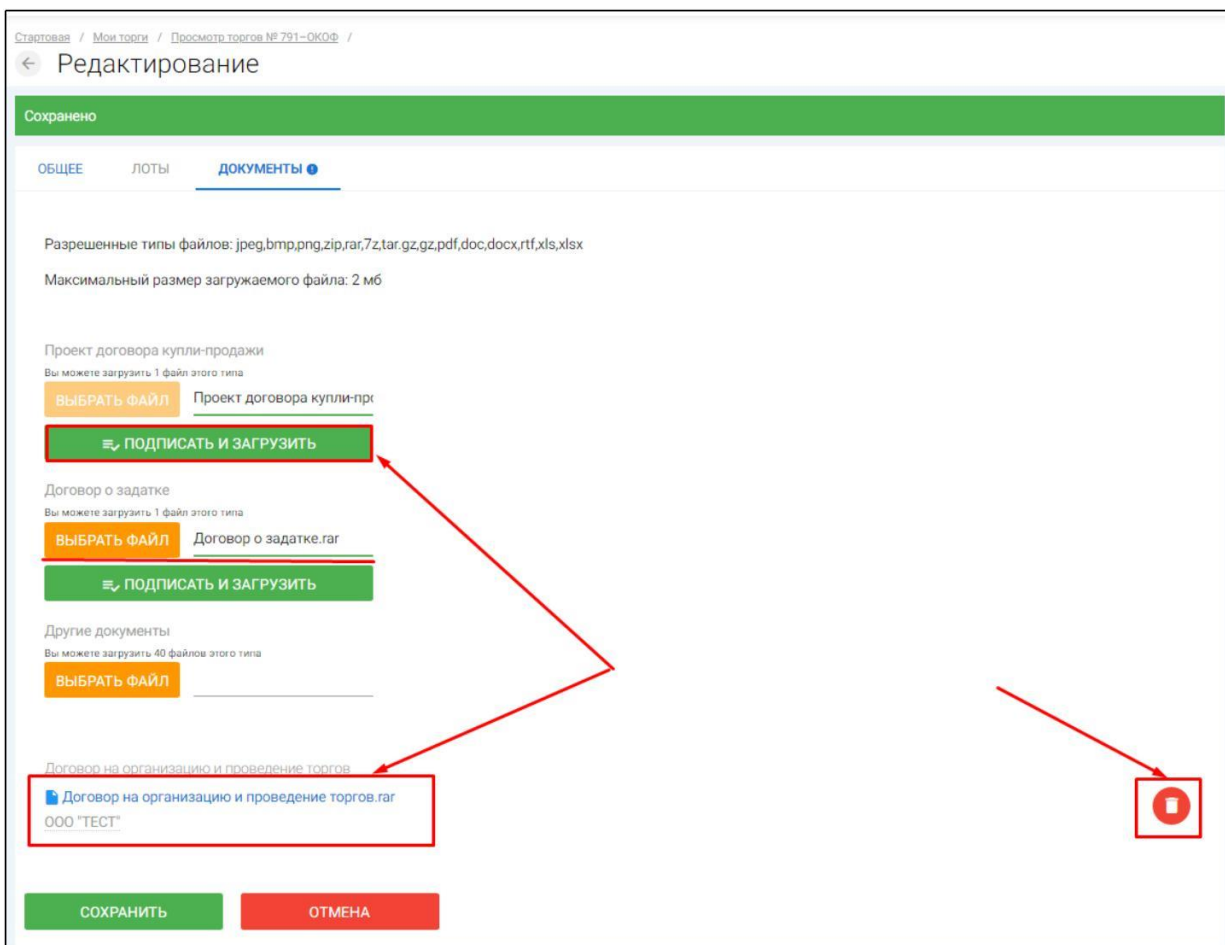 Стартовая / Мои торги / Просмотр торгов № 791-ОКОФ /
Редактирование
Сохранено
ОБЩЕЕ ЛОТЫ ДОКУМЕНТЫ
Разрешенные типы файлов: jpeg,bmp,png,zip,rar,7z,tar.gz,gz,pdf,doc,docx,rtf,xls,xlsx
Максимальный размер загружаемого файла: 2 мб
Проект договора купли-продажи
Вы можете загрузить 1 файл этого типа
ВЫБРАТЬ ФАЙЛ Проект договора купли-про
ПОДПИСАТЬ И ЗАГРУЗИТЬ
Договор о задатке
Вы можете загрузить 1 файл этого типа
ВЫБРАТЬ ФАЙЛ Договор о задатке.rar
ПОДПИСАТЬ И ЗАГРУЗИТЬ
Другие документы
Вы можете загрузить 40 файлов этого типа
ВЫБРАТЬ ФАЙЛ
Договор на организацию и проведение торгов
Договор на организацию и проведение торгов.rar
ООО "ТЕСТ"
СОХРАНИТЬ ОТМЕНА